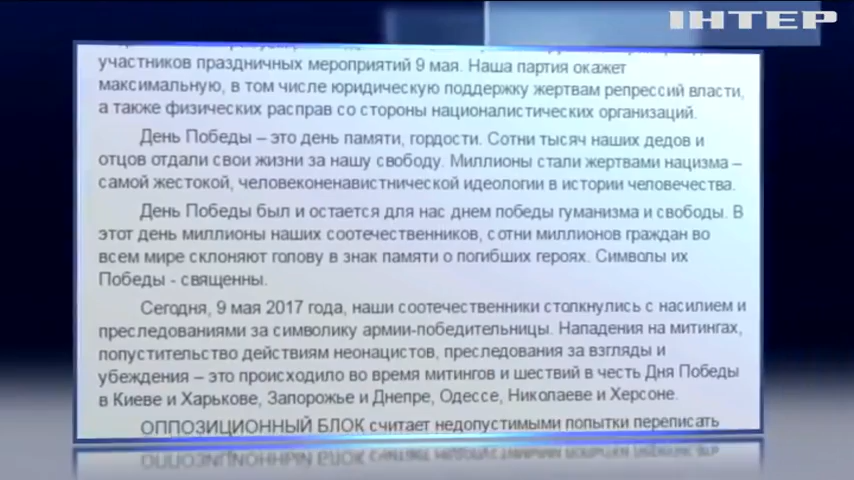 ІНТЕР
участников праздничных мероприятий 9 мая. Наша партия окажет
максимальную, в том числе юридическую поддержку жертвам репрессий власти,
а также физических расправ со стороны националистических организаций.
День Победы – это день памяти, гордости. Сотни тысяч наших дедов и
отцов отдали свои жизни за нашу свободу. Миллионы стали жертвами нацизма –
самой жестокой, человеконенавистнической идеологии в истории человечества.
День Победы был и остается для нас днем победы гуманизма и свободы. В
этот день миллионы наших соотечественников, сотни миллионов граждан во
всем мире склоняют голову в знак памяти о погибших героях. Символы их
Победы - священны.
Сегодня, 9 мая 2017 года, наши соотечественники столкнулись с насилием и
преследованиями за символику армии-победительницы. Нападения на митингах,
попустительство действиям неонацистов, преследования за взгляды и
убеждения – это происходило во время митингов и шествий в честь Дня Победы
в Киеве и Харькове, Запорожье и Днепре, Одессе, Николаеве и Херсоне.
ОППОЗИЦИОННЫЙ БЛОК считает недопустимыми попытки переписать